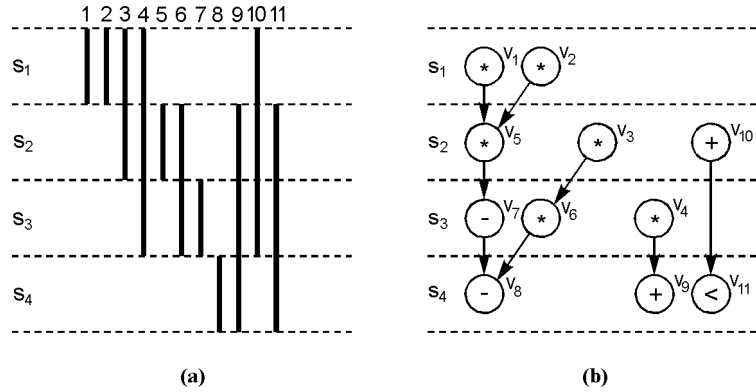 1 2 3 4 5 6 7 8 9 10 11
S1
S2
S3
S4
(a)
S1 * V1 * V2
S2 * V5 * V3 + V10
S3 - V7 * V6 * V4
S4 - V8 + V9 < V11
(b)